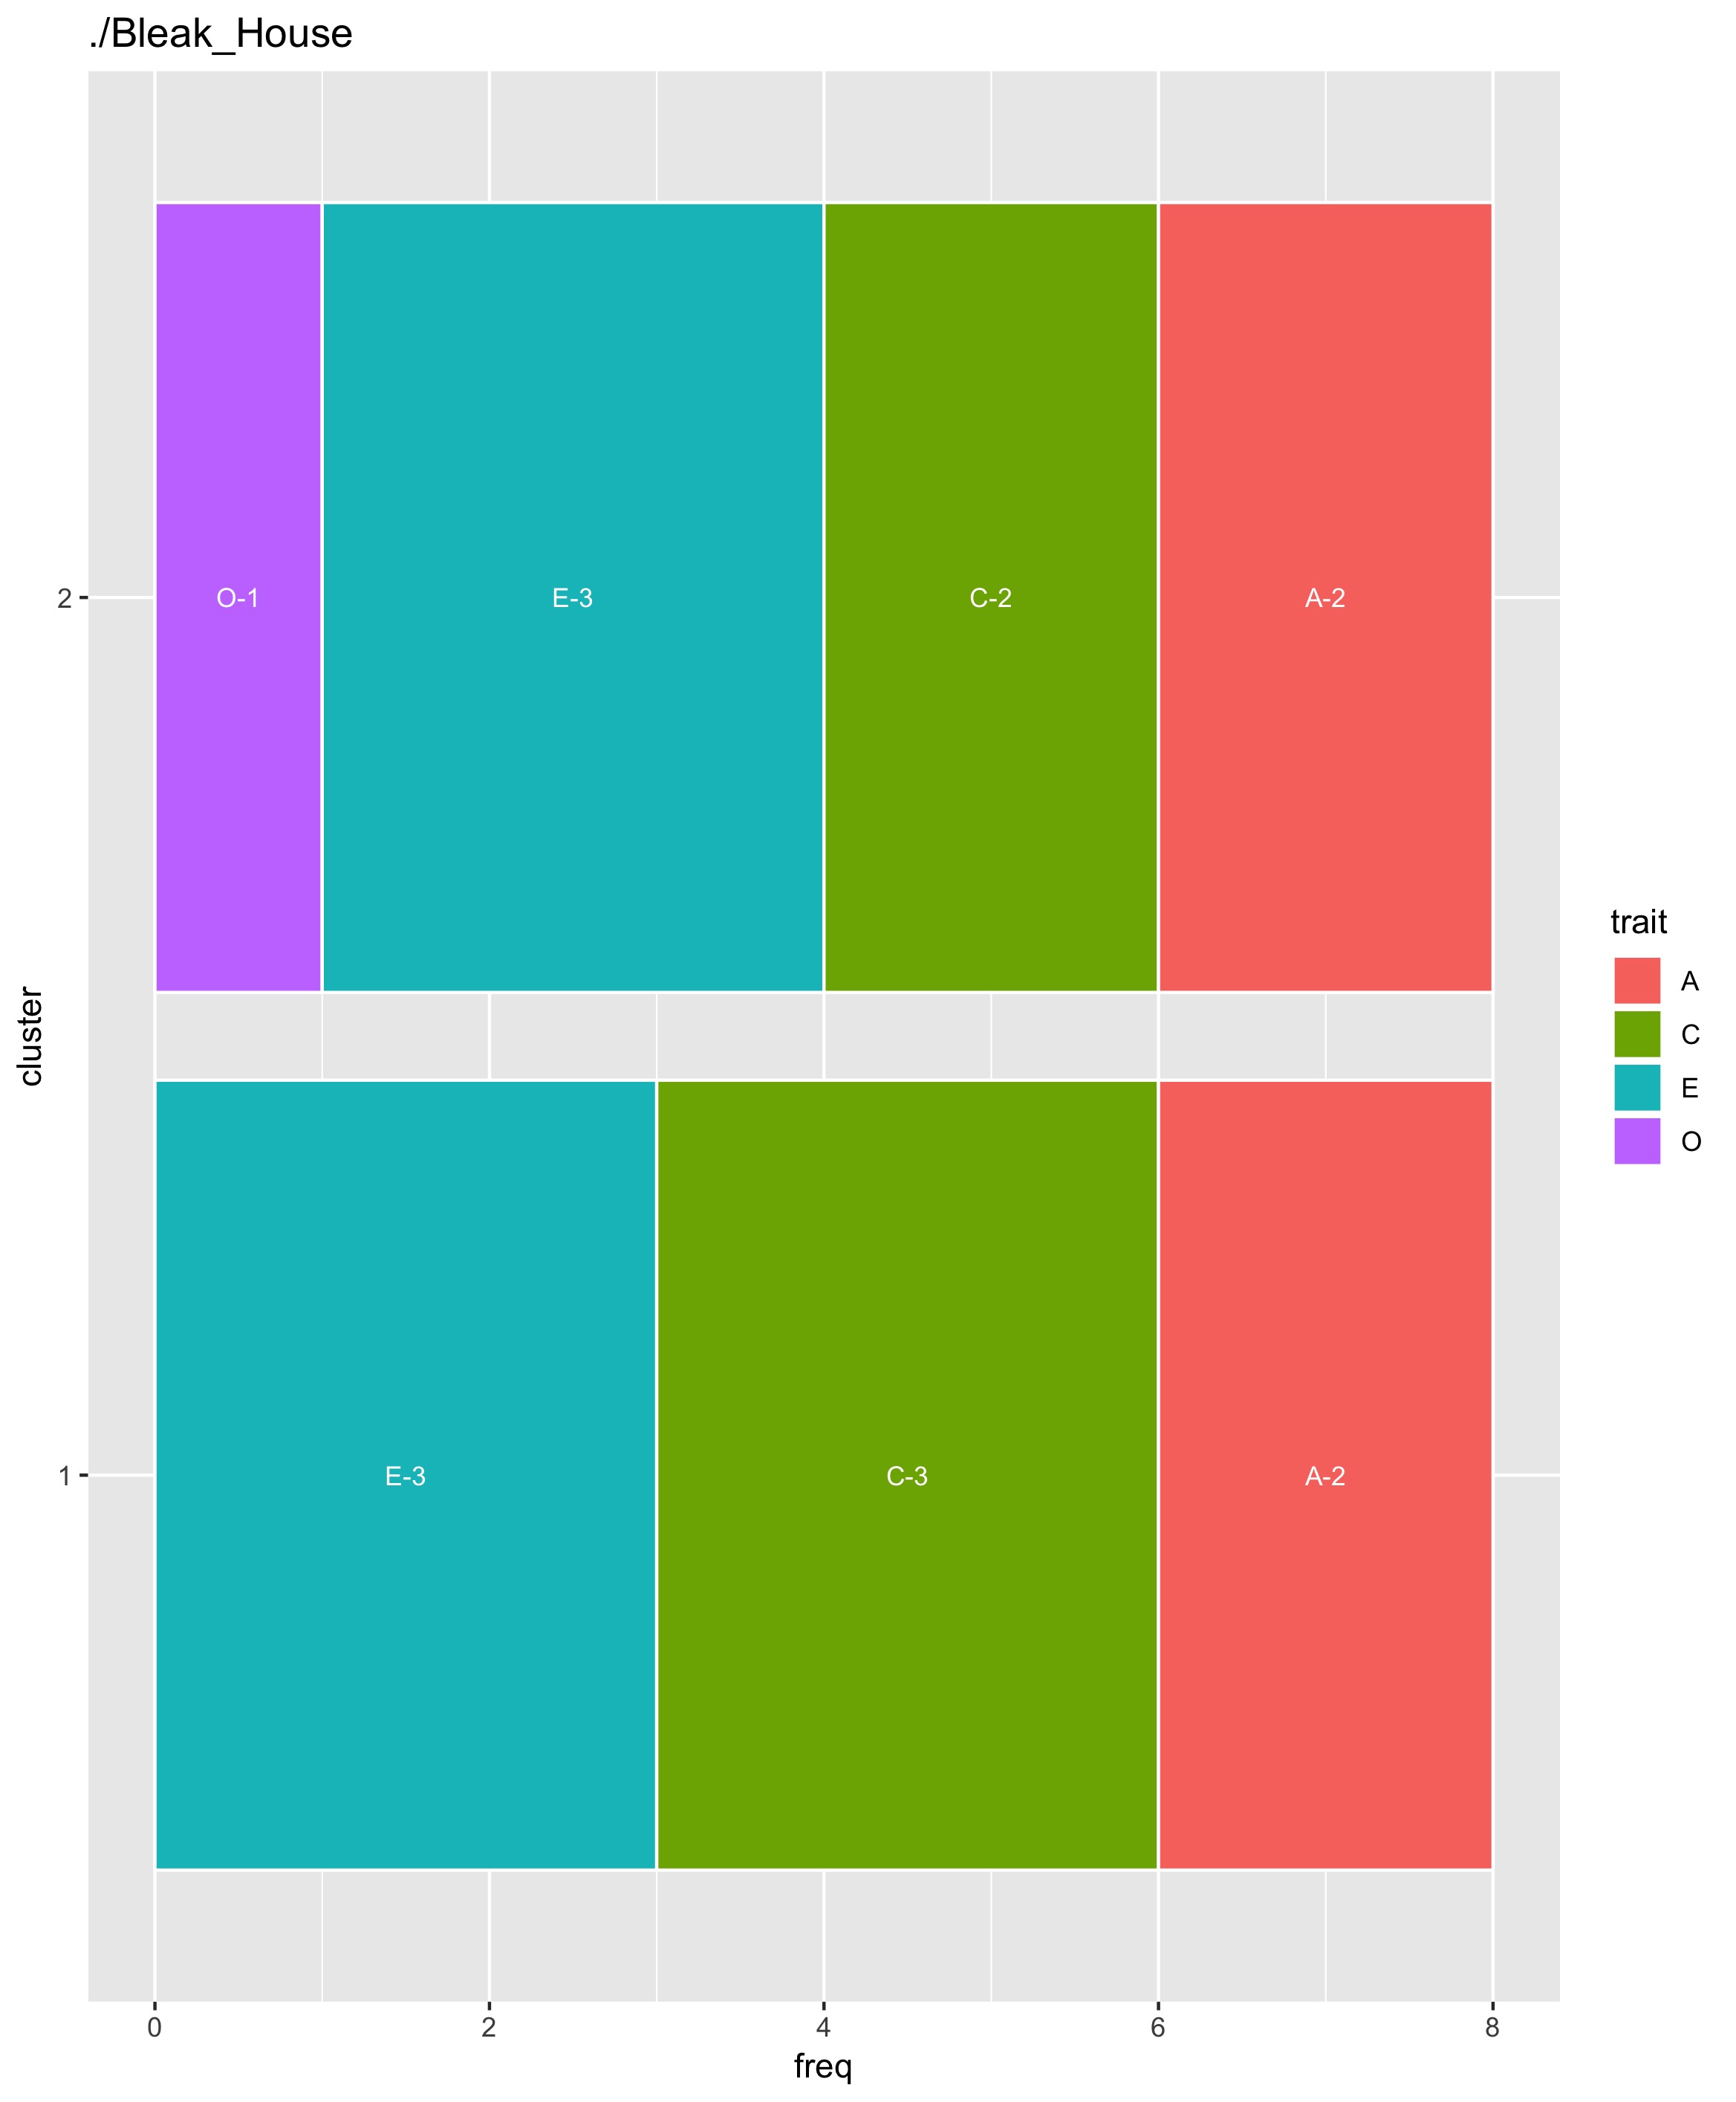 ./Bleak_House
2
O-1 E-3 C-2 A-2
cluster
trait
A
C
E
O
1
E-3 C-3 A-2
0 2 4 6 8
freq